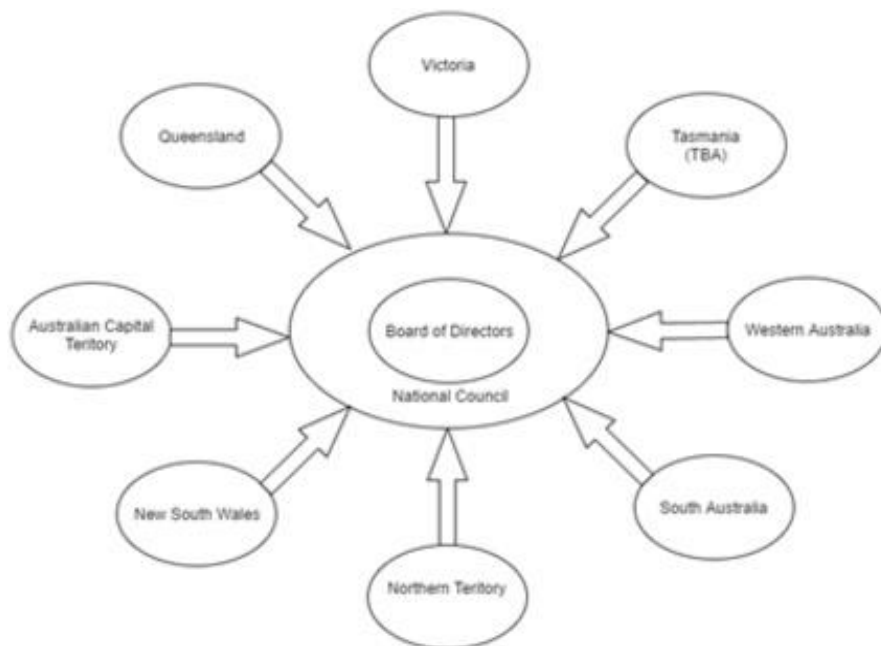 Victoria
Queensland
Tasmania
(TBA)
Australian Capital
Teritory
Board of Directors
Western Australia
National Council
New South Wales
South Australia
Northern Teritory